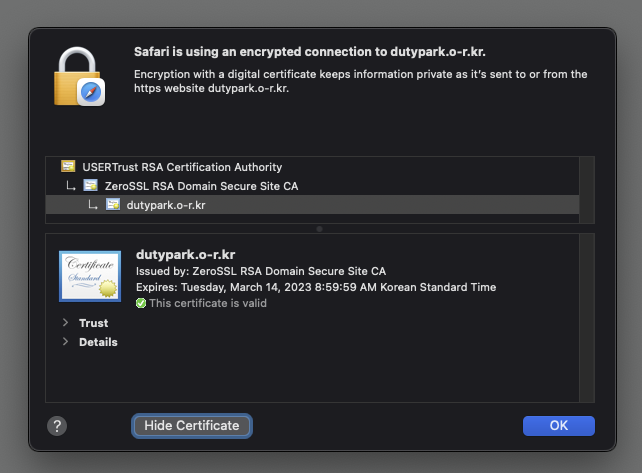 Safari is using an encrypted connection to dutypark.o-r.kr.
Encryption with a digital certificate keeps information private as it’s sent to or from the
https website dutypark.o-r.kr.
USERTrust RSA Certification Authority
ZeroSSL RSA Domain Secure Site CA
dutypark.o-r.kr
Certificate
Standard
dutypark.o-r.kr
Issued by: ZeroSSL RSA Domain Secure Site CA
Expires: Tuesday, March 14, 2023 8:59:59 AM Korean Standard Time
This certificate is valid
Trust
Details
?
Hide Certificate
OK